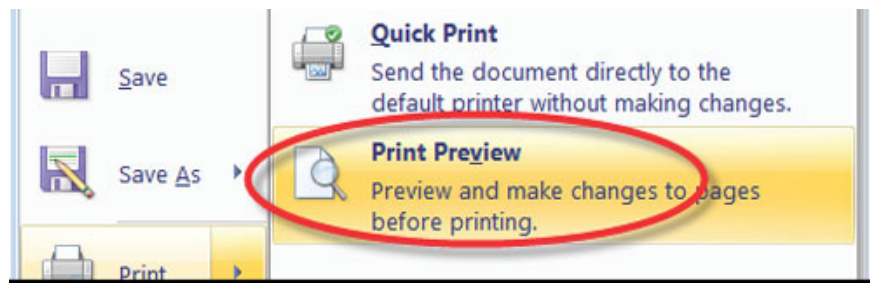 Save
Save As
Print
Quick Print
Send the document directly to the
default printer without making changes.
Print Preview
Preview and make changes to pages
before printing.